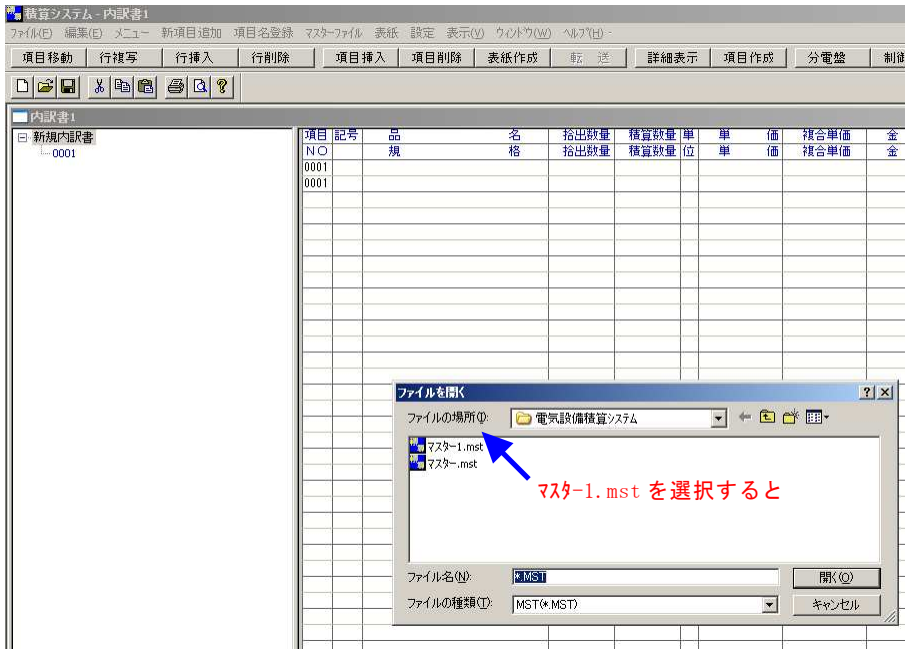 積算システム - 内訳書1
ファイル(F) 編集(E) メニュー 新項目追加 項目名登録 マスターファイル 表紙 設定 表示(V) ウィンドウ(W) ヘルプ(H) -
項目移動 行複写 行挿入 行削除 項目挿入 項目削除 表紙作成 転 送 詳細表示 項目作成 分電盤 制御
内訳書1
新規内訳書
0001
項目 記号 品 名 拾出数量 積算数量 単 単 価 複合単価 金
NO 規 格 拾出数量 積算数量 位 単 価 複合単価 金
0001
0001
ファイルを開く
ファイルの場所(I): 電気設備積算システム
マスター1.mst
マスター.mst
マスター1.mst を選択すると
ファイル名(N): *.MST 開く(O)
ファイルの種類(T): MST(*.MST) キャンセル